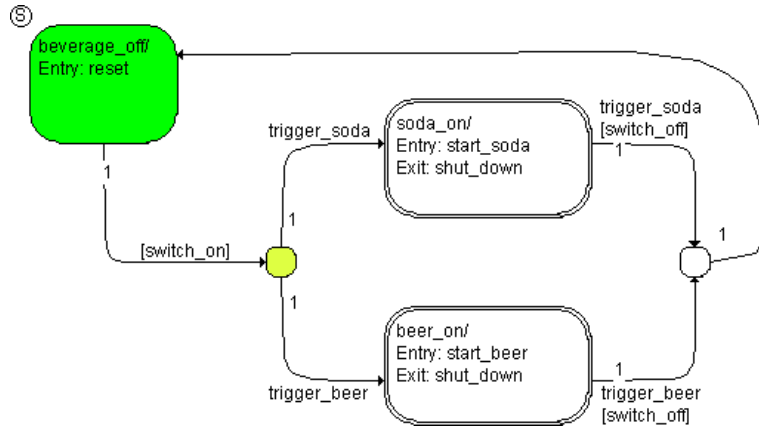 S
beverage_off/
Entry: reset
1
[switch_on]
trigger_soda
1
soda_on/
Entry: start_soda
Exit: shut_down
trigger_soda
[switch_off]
1
1
1
trigger_beer
beer_on/
Entry: start_beer
Exit: shut_down
1
trigger_beer
[switch_off]